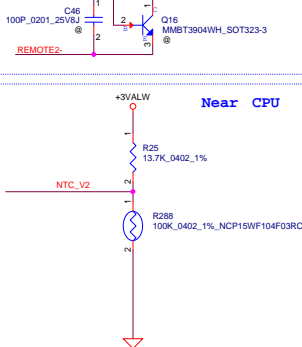 C46
100P_0201_25V8J
@
1
2
2
1
3
C
B
E
Q16
MMBT3904WH_SOT323-3
@
REMOTE2-
+3VALW
Near CPU
1
R25
13.7K_0402_1%
2
NTC_V2
1
R288
100K_0402_1%_NCP15WF104F03RC
2